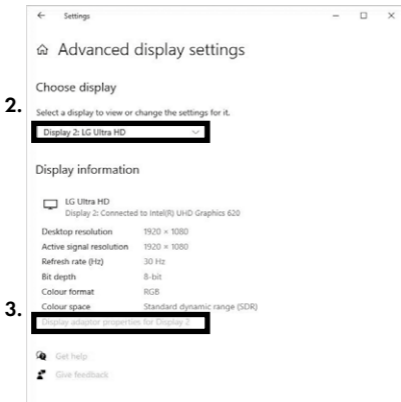 Settings
Advanced display settings
Choose display
2.
Select a display to view or change the settings for it.
Display 2: LG Ultra HD
Display information
LG Ultra HD
Display 2: Connected to Intel(R) UHD Graphics 620
Desktop resolution 1920 × 1080
Active signal resolution 1920 × 1080
Refresh rate (Hz) 30 Hz
Bit depth 8-bit
Colour format RGB
3.
Colour space Standard dynamic range (SDR)
Display adaptor properties for Display 2
Get help
Give feedback